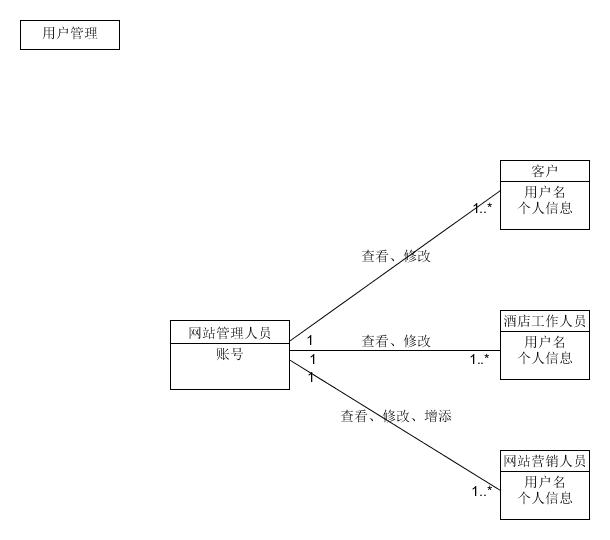 用户管理
客户
用户名
个人信息
1..*
查看、修改
网站管理人员
账号
1
查看、修改
1
1..*
酒店工作人员
用户名
个人信息
1
查看、修改、增添
1..*
网站营销人员
用户名
个人信息